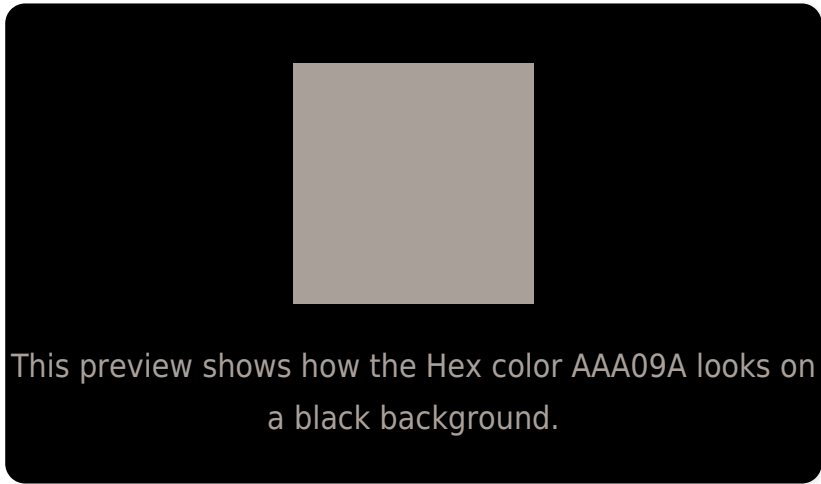 This preview shows how the Hex color AAA09A looks on
a black background.